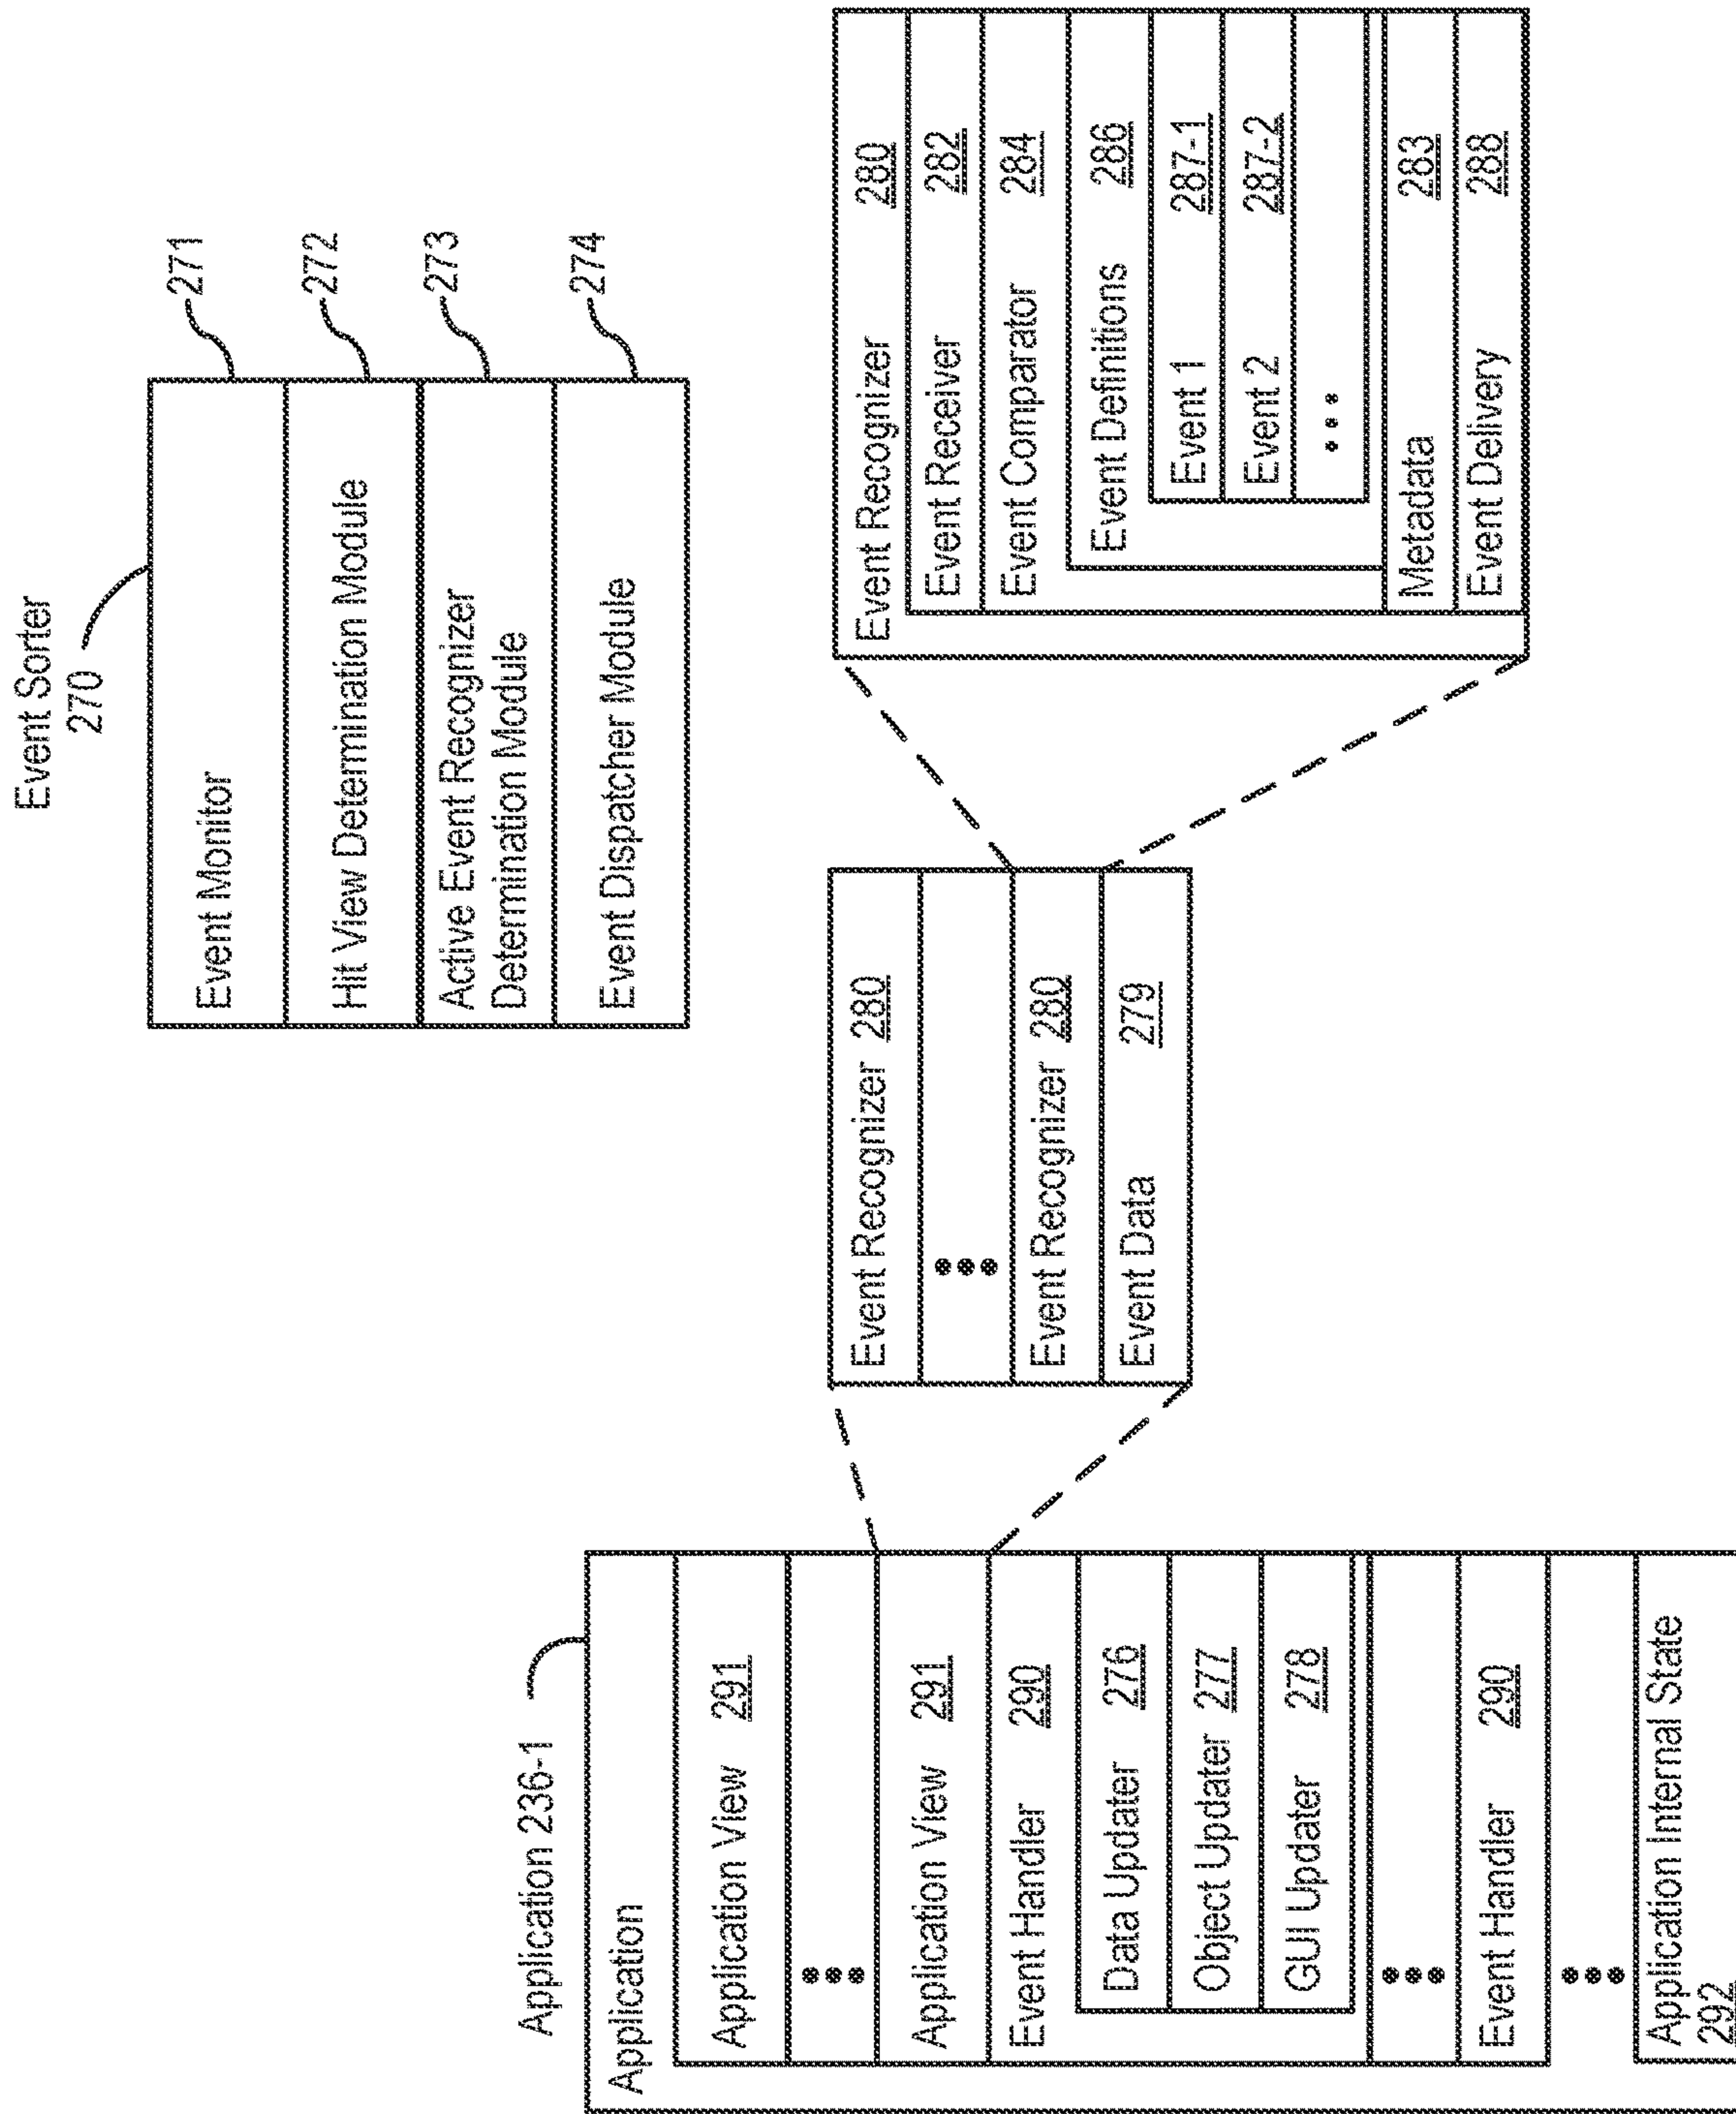 Event Sorter
270
Event Monitor
271
Hit View Determination Module
272
Active Event Recognizer
Determination Module
273
Event Dispatcher Module
274
Application 236-1
Application
Application View 291
Application View 291
Event Handler 290
Data Updater 276
Object Updater 277
GUI Updater 278
Event Handler 290
Application Internal State
292
Event Recognizer 280
Event Recognizer 280
Event Data 279
Event Recognizer 280
Event Receiver 282
Event Comparator 284
Event Definitions 286
Event 1 287-1
Event 2 287-2
Metadata 283
Event Delivery 288